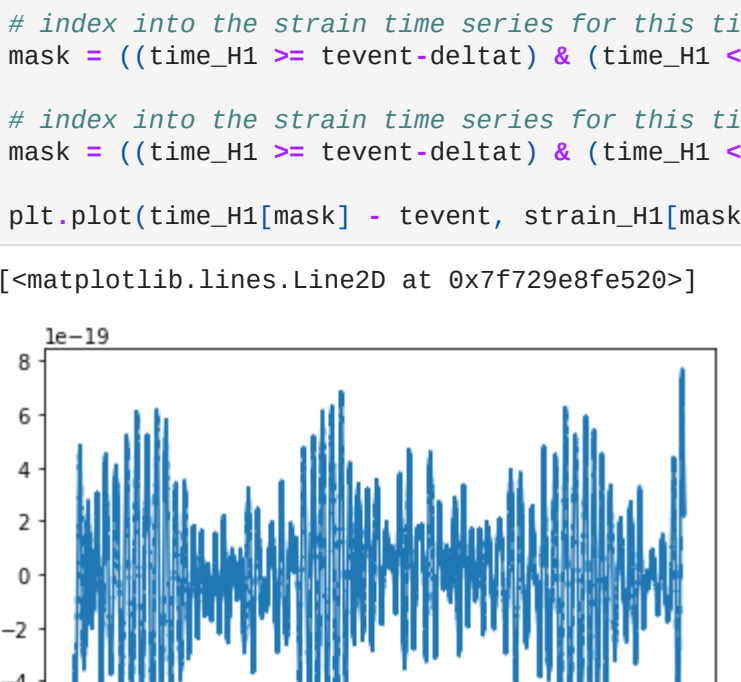 # index into the strain time series for this ti
mask = ((time_H1 >= tevent-deltat) & (time_H1 <
# index into the strain time series for this ti
mask = ((time_H1 >= tevent-deltat) & (time_H1 <
plt.plot(time_H1[mask] - tevent, strain_H1[mask
[<matplotlib.lines.Line2D at 0x7f729e8fe520>]
1e−19
8
6
4
2
0
−2
−4